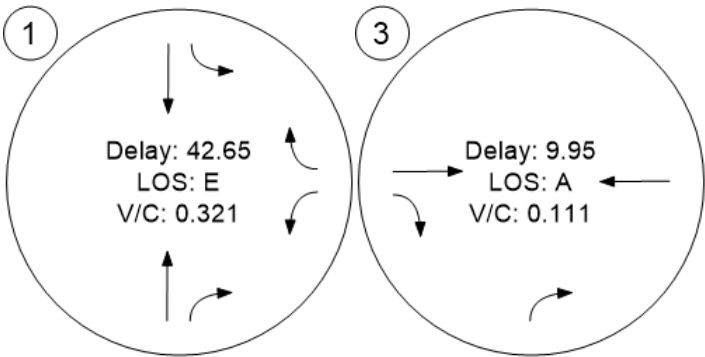 1
Delay: 42.65
LOS: E
V/C: 0.321
3
Delay: 9.95
LOS: A
V/C: 0.111